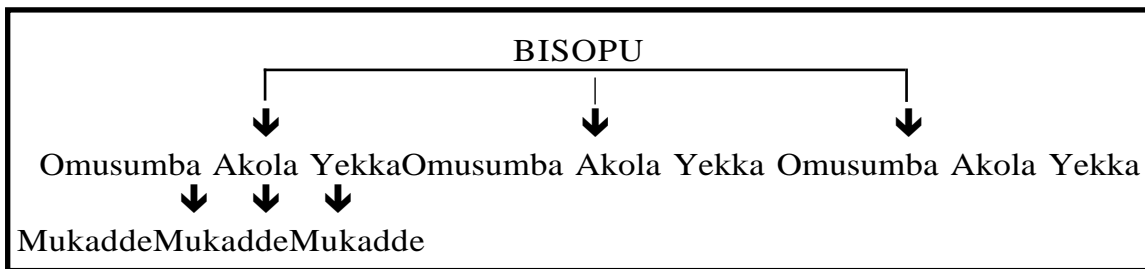 BISOPU
Omusumba Akola YekkaOmusumba Akola Yekka Omusumba Akola Yekka
MukaddeMukaddeMukadde